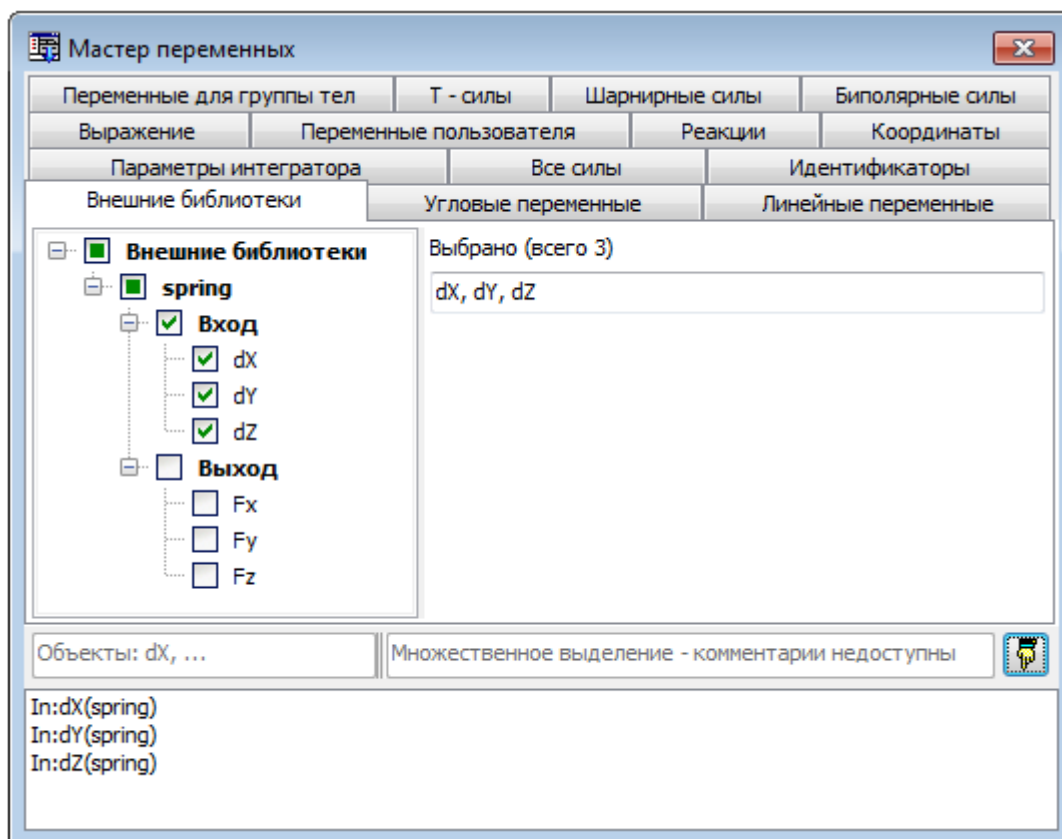 Мастер переменных
Переменные для группы тел
Т - силы
Шарнирные силы
Биполярные силы
Выражение
Переменные пользователя
Реакции
Координаты
Параметры интегратора
Все силы
Идентификаторы
Внешние библиотеки
Угловые переменные
Линейные переменные
Внешние библиотеки
spring
Вход
dX
dY
dZ
Выход
Fx
Fy
Fz
Выбрано (всего 3)
dX, dY, dZ
Объекты: dX, ...
Множественное выделение - комментарии недоступны
In:dX(spring)
In:dY(spring)
In:dZ(spring)